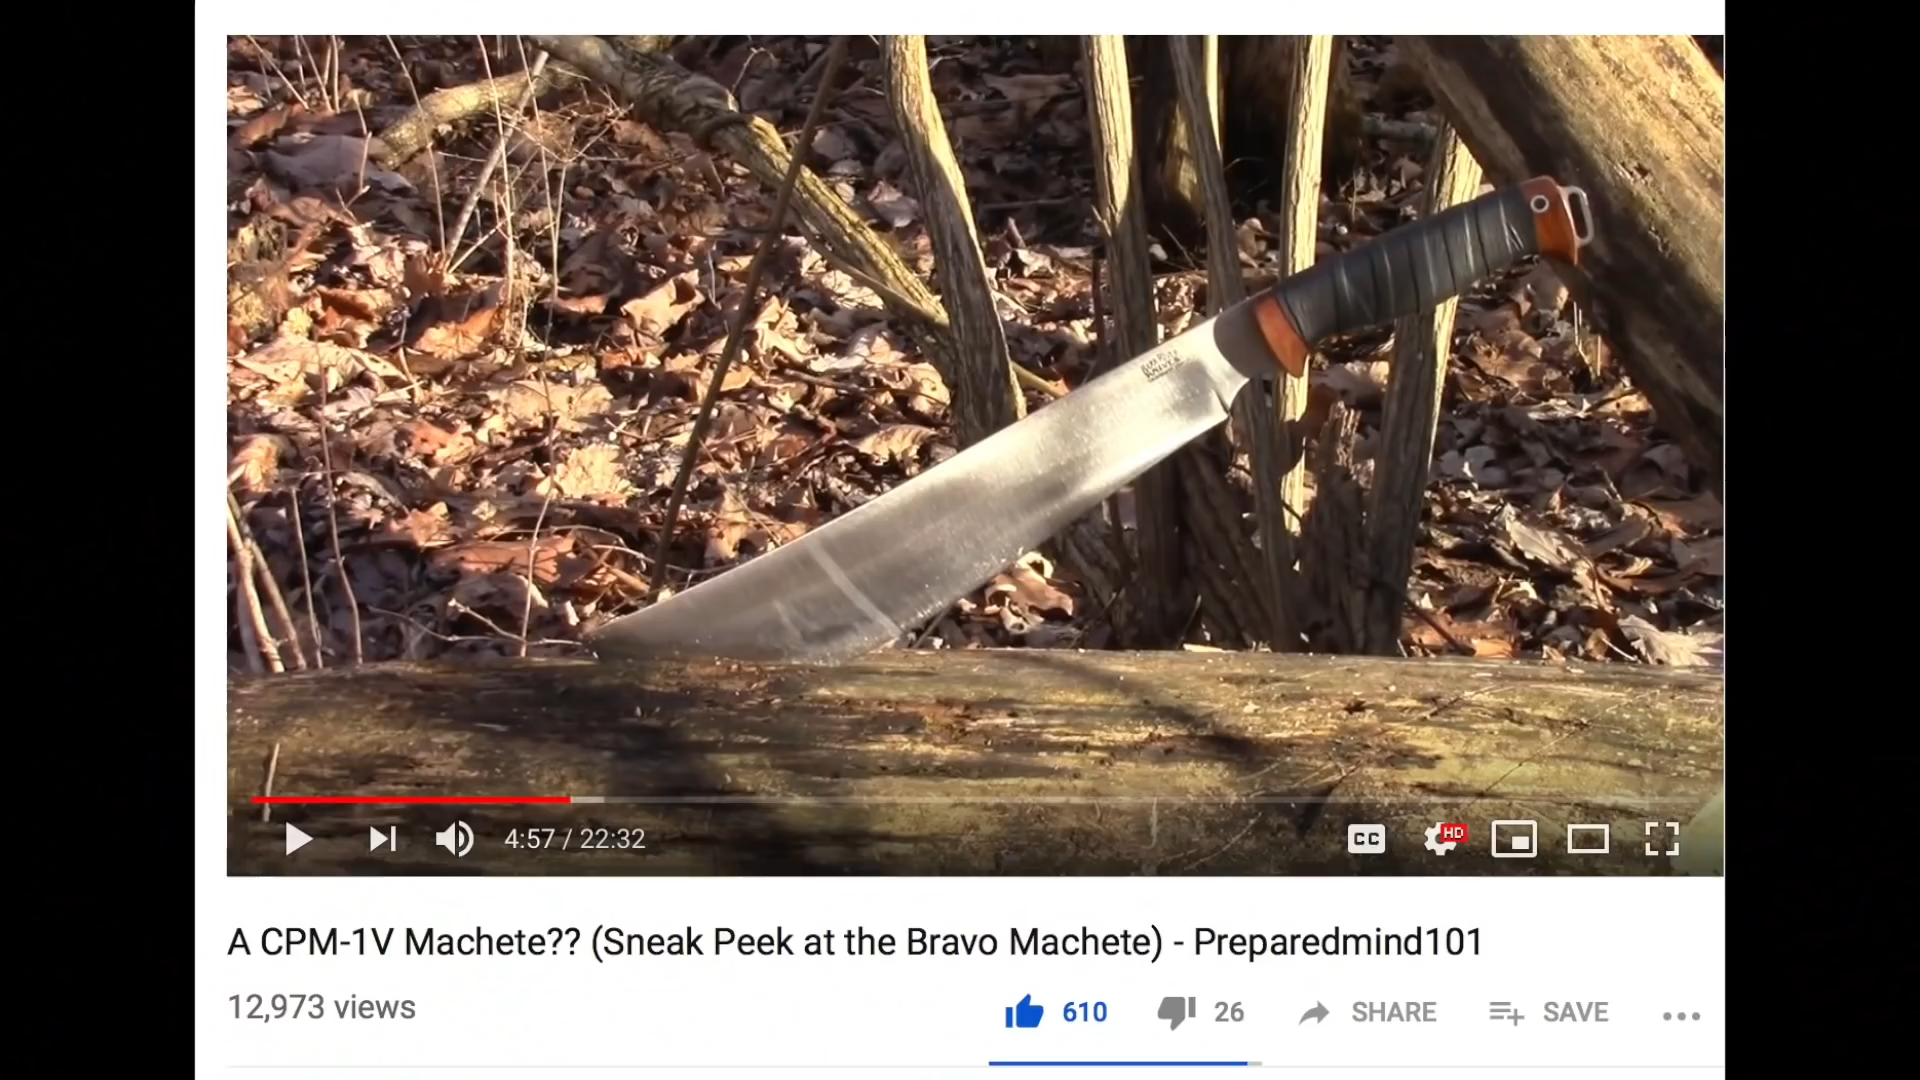 KNIVES
4:57 / 22:32
CC
HD
A CPM-1V Machete?? (Sneak Peek at the Bravo Machete) - Preparedmind101
12,973 views
610
26
SHARE
SAVE